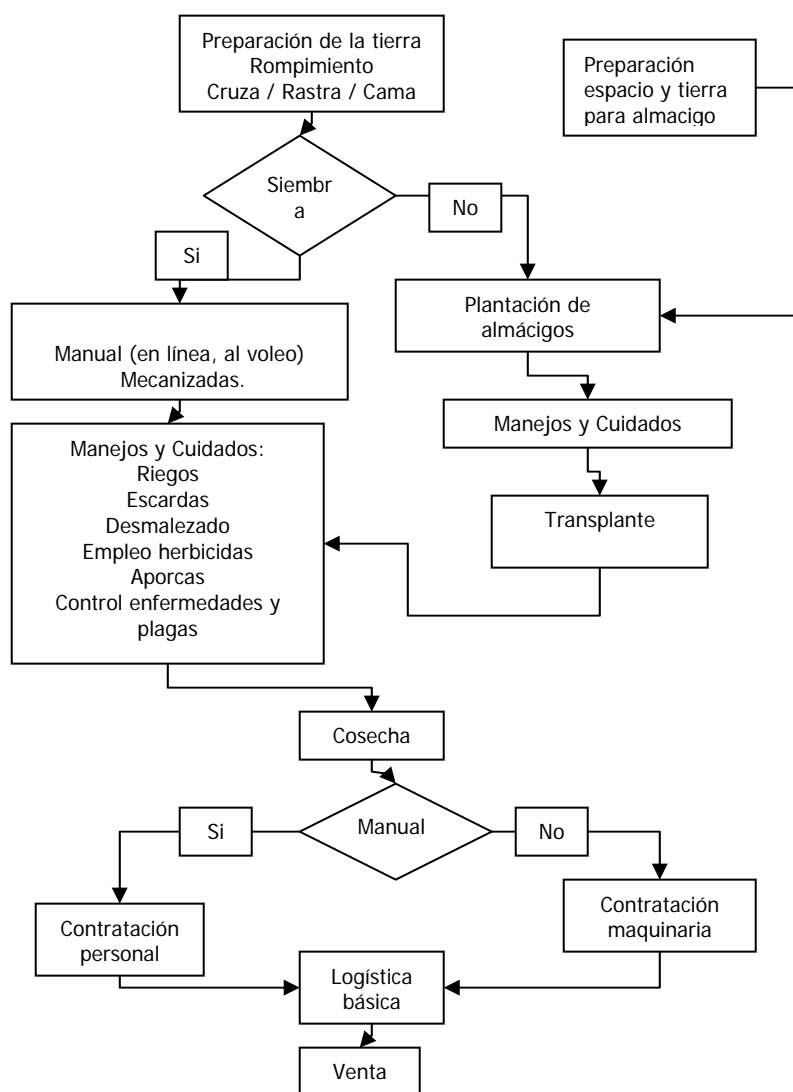 Preparación de la tierra
Rompimiento
Cruza / Rastra / Cama
Preparación
espacio y tierra
para almacigo
Siembr
a
No
Si
Plantación de
almácigos
Manual (en línea, al voleo)
Mecanizadas.
Manejos y Cuidados
Manejos y Cuidados:
Riegos
Escardas
Desmalezado
Empleo herbicidas
Aporcas
Control enfermedades y
plagas
Transplante
Cosecha
Manual
Si
No
Contratación
personal
Contratación
maquinaria
Logística
básica
Venta